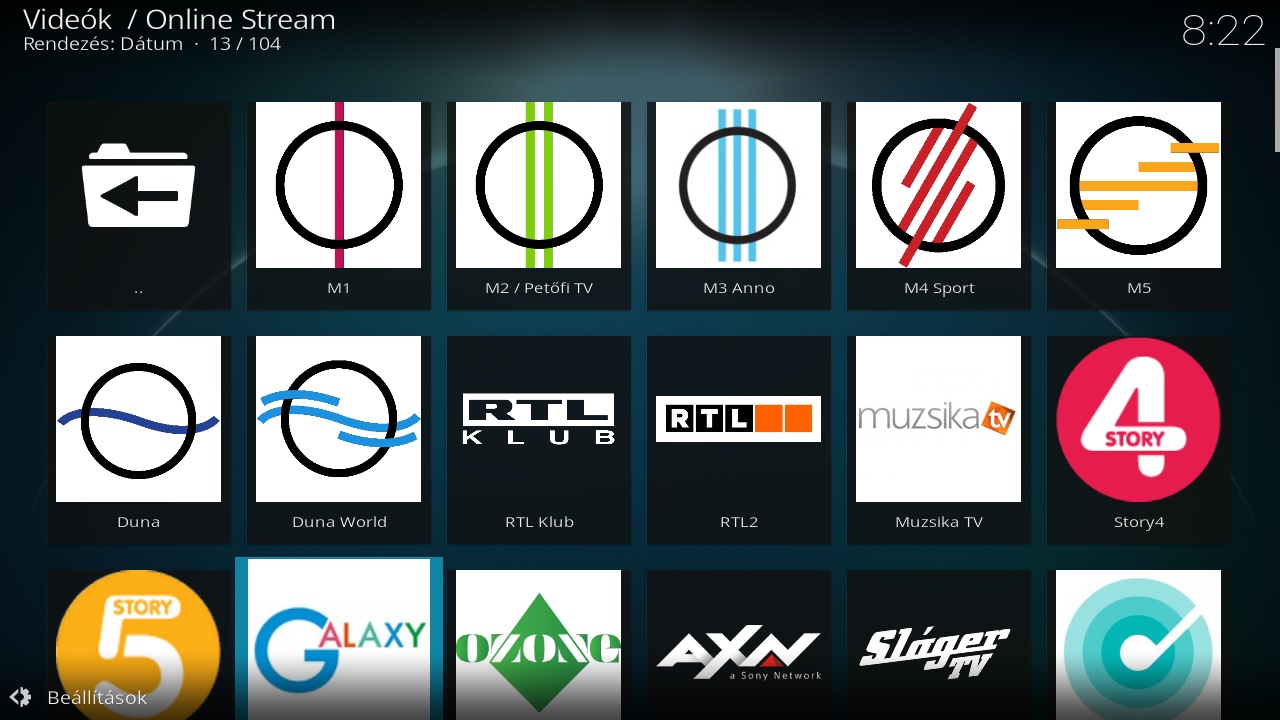 Videók / Online Stream
Rendezés: Dátum · 13 / 104
8:22
..
M1
M2 / Petőfi TV
M3 Anno
M4 Sport
M5
RTL
KLUB
RTL
muzsika tv
4
STORY
Duna
Duna World
RTL Klub
RTL2
Muzsika TV
Story4
STORY
5
GALAXY
OZONE
AXN
a Sony Network
Sláger
TV
Beállítások